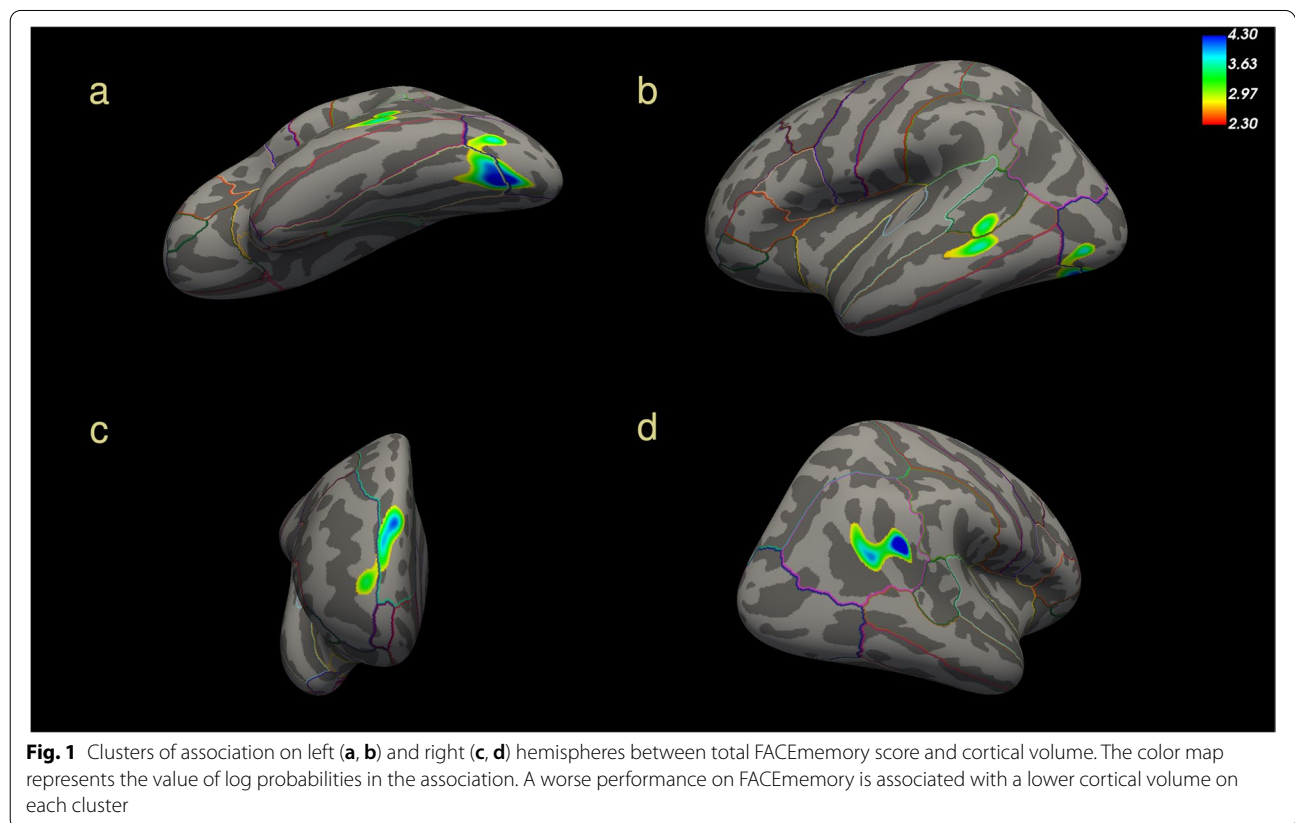 a
b
4.30
3.63
2.97
2.30
c
d
Fig. 1 Clusters of association on left (a, b) and right (c, d) hemispheres between total FACEmemory score and cortical volume. The color map
represents the value of log probabilities in the association. A worse performance on FACEmemory is associated with a lower cortical volume on
each cluster